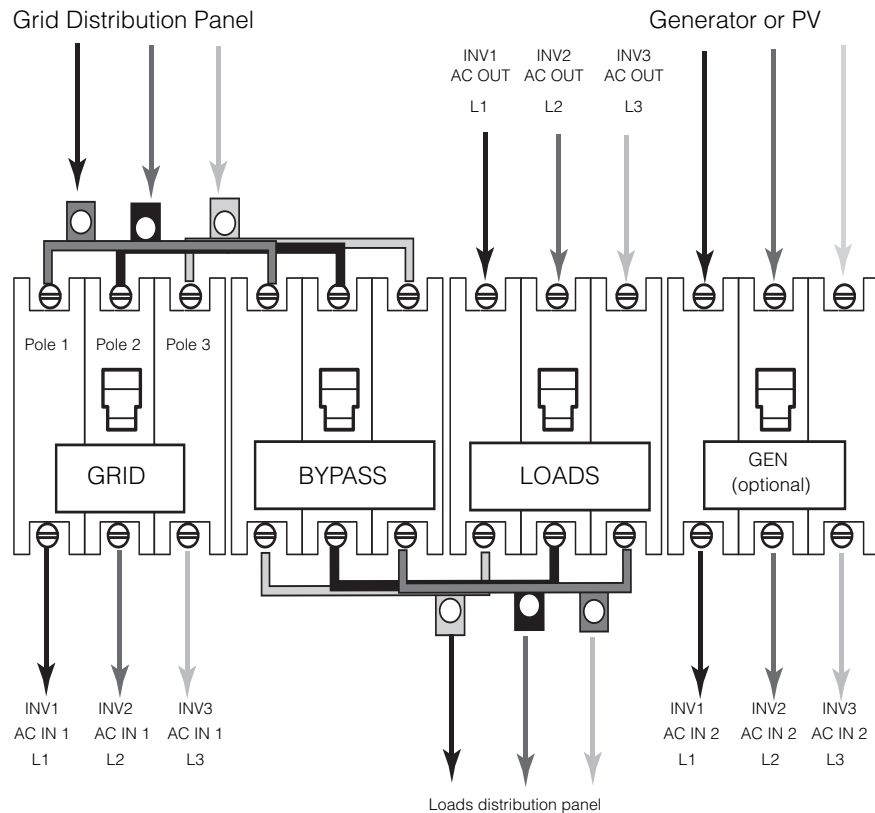 Grid Distribution Panel
Generator or PV
INV1
AC OUT
L1
INV2
AC OUT
L2
INV3
AC OUT
L3
Pole 1
Pole 2
Pole 3
GRID
BYPASS
LOADS
GEN
(optional)
INV1
AC IN 1
L1
INV2
AC IN 1
L2
INV3
AC IN 1
L3
INV1
AC IN 2
L1
INV2
AC IN 2
L2
INV3
AC IN 2
L3
Loads distribution panel